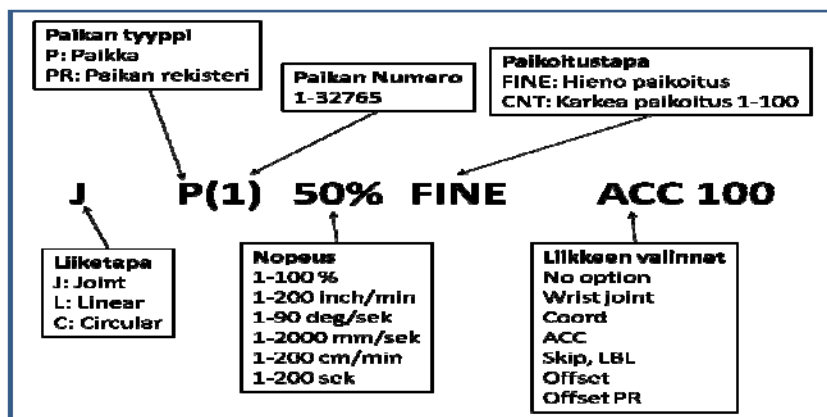 Paikan tyyppi
P: Paikka
PR: Paikan rekisteri
Paikan Numero
1-32765
Paikoitustapa
FINE: Hieno paikoitus
CNT: Karkea paikoitus 1-100
J P(1) 50% FINE ACC 100
Liiketapa
J: Joint
L: Linear
C: Circular
Nopeus
1-100 %
1-200 inch/min
1-90 deg/sek
1-2000 mm/sek
1-200 cm/min
1-200 sek
Liikkeen valinnat
No option
Wrist joint
Coord
ACC
Skip, LBL
Offset
Offset PR